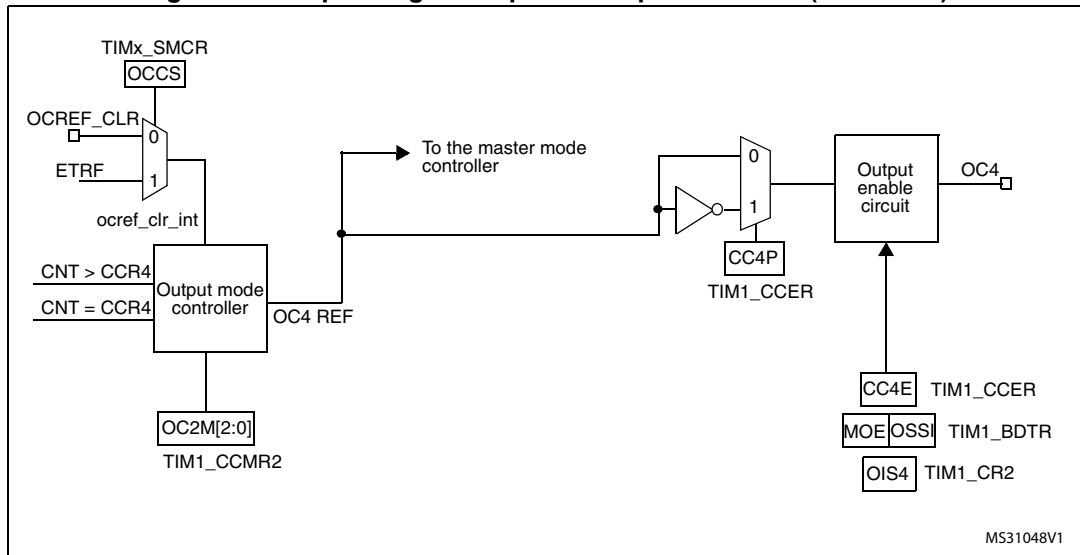 TIMx_SMCR
OCCS
OCREF_CLR
0
ETRF
1
ocref_clr_int
To the master mode
controller
CNT > CCR4
CNT = CCR4
Output mode
controller
OC4 REF
OC2M[2:0]
TIM1_CCMR2
0
1
CC4P
TIM1_CCER
Output
enable
circuit
OC4
CC4E TIM1_CCER
MOE OSSI TIM1_BDTR
OIS4 TIM1_CR2
MS31048V1